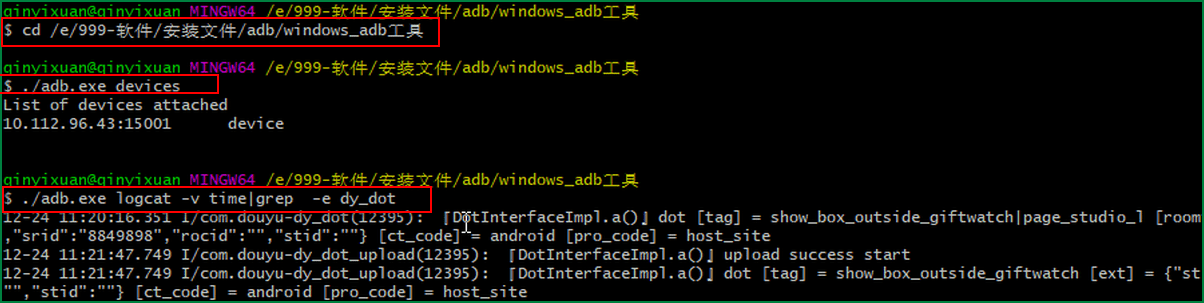 qinyixuan@qinyixuan MINGW64 /e/999-软件/安装文件/adb/windows_adb工具
$ cd /e/999-软件/安装文件/adb/windows_adb工具
qinyixuan@qinyixuan MINGW64 /e/999-软件/安装文件/adb/windows_adb工具
$ ./adb.exe devices
List of devices attached
10.112.96.43:15001 device
qinyixuan@qinyixuan MINGW64 /e/999-软件/安装文件/adb/windows_adb工具
$ ./adb.exe logcat -v time|grep -e dy_dot
12-24 11:20:16.351 I/com.douyu-dy_dot(12395): 『DotInterfaceImpl.a()』dot [tag] = show_box_outside_giftwatch|page_studio_l [room
,"srid":"8849898","rocid":"","stid":""} [ct_code] = android [pro_code] = host_site
12-24 11:21:47.749 I/com.douyu-dy_dot_upload(12395): 『DotInterfaceImpl.a()』upload success start
12-24 11:21:47.749 I/com.douyu-dy_dot_upload(12395): 『DotInterfaceImpl.a()』dot [tag] = show_box_outside_giftwatch [ext] = {"st
"","stid":""} [ct_code] = android [pro_code] = host_site